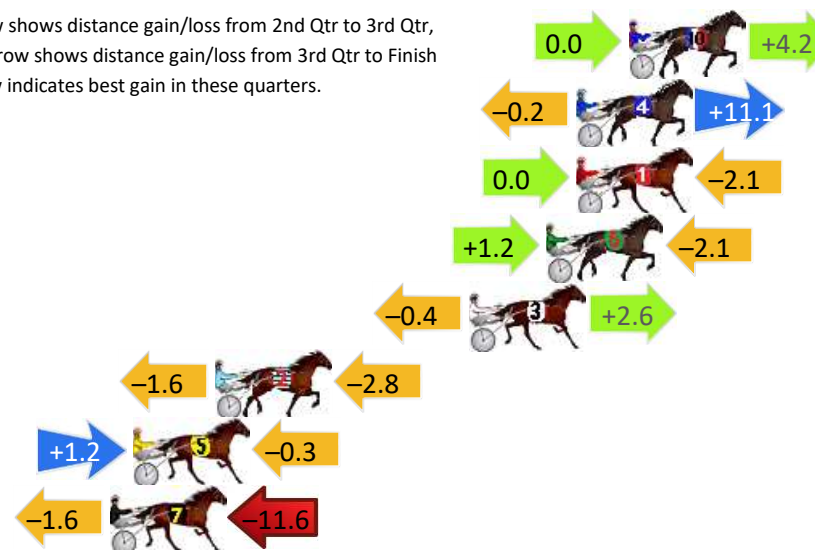 shows distance gain/loss from 2nd Qtr to 3rd Qtr,
row shows distance gain/loss from 3rd Qtr to Finish
indicates best gain in these quarters.
0.0 10 +4.2
–0.2 4 +11.1
0.0 1 –2.1
+1.2 –2.1
–0.4 3 +2.6
–1.6 2 –2.8
+1.2 5 –0.3
–1.6 7 –11.6